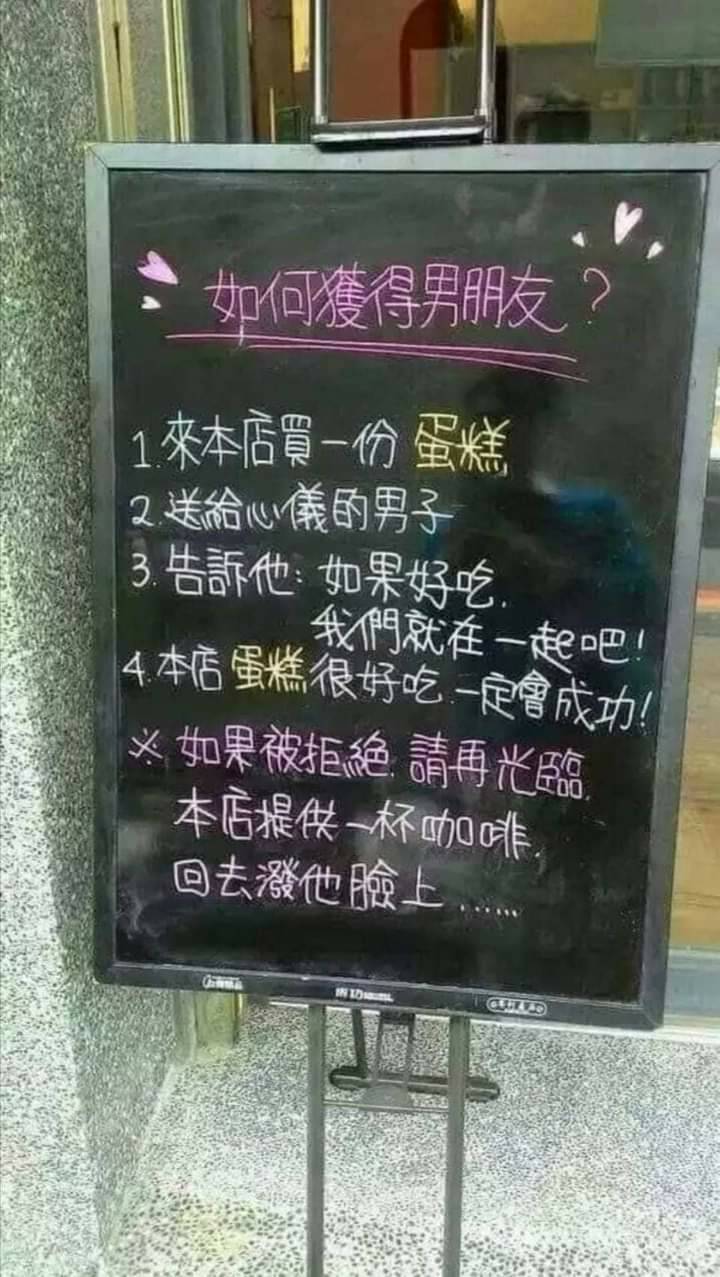 如何獲得男朋友？
1.來本店買一份蛋糕
2.送給心儀的男子
3.告訴他:如果好吃,
我們就在一起吧!
4.本店蛋糕很好吃.一定會成功!
※如果被拒絕.請再光臨.
本店提供一杯咖啡,
回去潑他臉上......